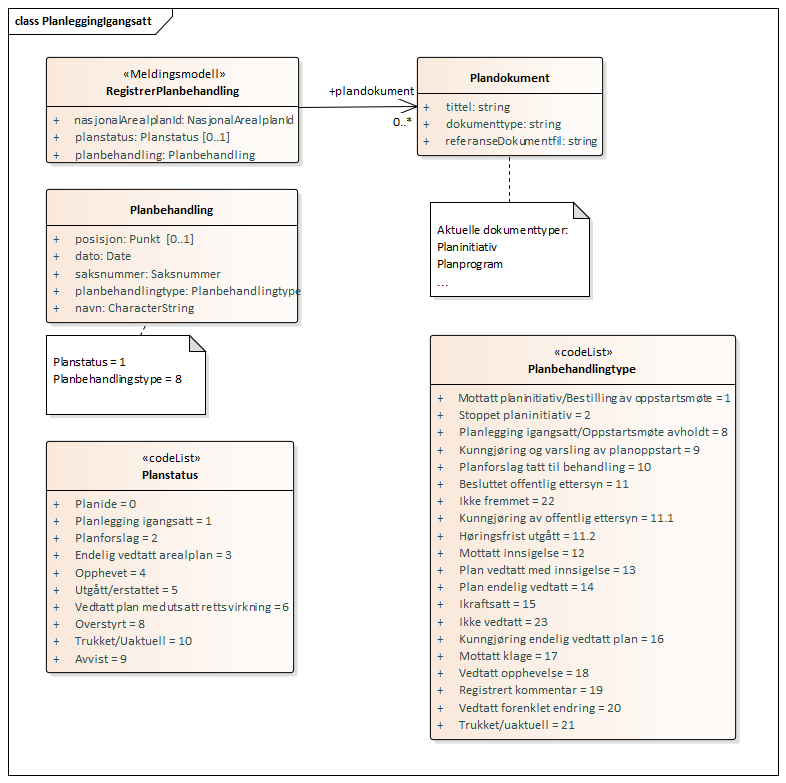 class PlanleggingIgangsatt
«Meldingsmodell»
RegistrerPlanbehandling
+ nasjonalArealplanId: NasjonalArealplanId
+ planstatus: Planstatus [0..1]
+ planbehandling: Planbehandling
+plandokument
0..*
Plandokument
+ tittel: string
+ dokumenttype: string
+ referanseDokumentfil: string
Planbehandling
+ posisjon: Punkt [0..1]
+ dato: Date
+ saksnummer: Saksnummer
+ planbehandlingtype: Planbehandlingtype
+ navn: CharacterString
Aktuelle dokumenttyper:
Planinitiativ
Planprogram
...
Planstatus = 1
Planbehandlingstype = 8
«codeList»
Planstatus
+ Planide = 0
+ Planlegging igangsatt = 1
+ Planforslag = 2
+ Endelig vedtatt arealplan = 3
+ Opphevet = 4
+ Utgått/erstattet = 5
+ Vedtatt plan med utsatt rettsvirkning = 6
+ Overstyrt = 8
+ Trukket/Uaktuell = 10
+ Avvist = 9
«codeList»
Planbehandlingtype
+ Mottatt planinitiativ/Bestilling av oppstartsmøte = 1
+ Stoppet planinitiativ = 2
+ Planlegging igangsatt/Oppstartsmøte avholdt = 8
+ Kunngjøring og varsling av planoppstart = 9
+ Planforslag tatt til behandling = 10
+ Besluttet offentlig ettersyn = 11
+ Ikke fremmet = 22
+ Kunngjøring av offentlig ettersyn = 11.1
+ Høringsfrist utgått = 11.2
+ Mottatt innsigelse = 12
+ Plan vedtatt med innsigelse = 13
+ Plan endelig vedtatt = 14
+ Ikraftsatt = 15
+ Ikke vedtatt = 23
+ Kunngjøring endelig vedtatt plan = 16
+ Mottatt klage = 17
+ Vedtatt opphevelse = 18
+ Registrert kommentar = 19
+ Vedtatt forenklet endring = 20
+ Trukket/uaktuell = 21